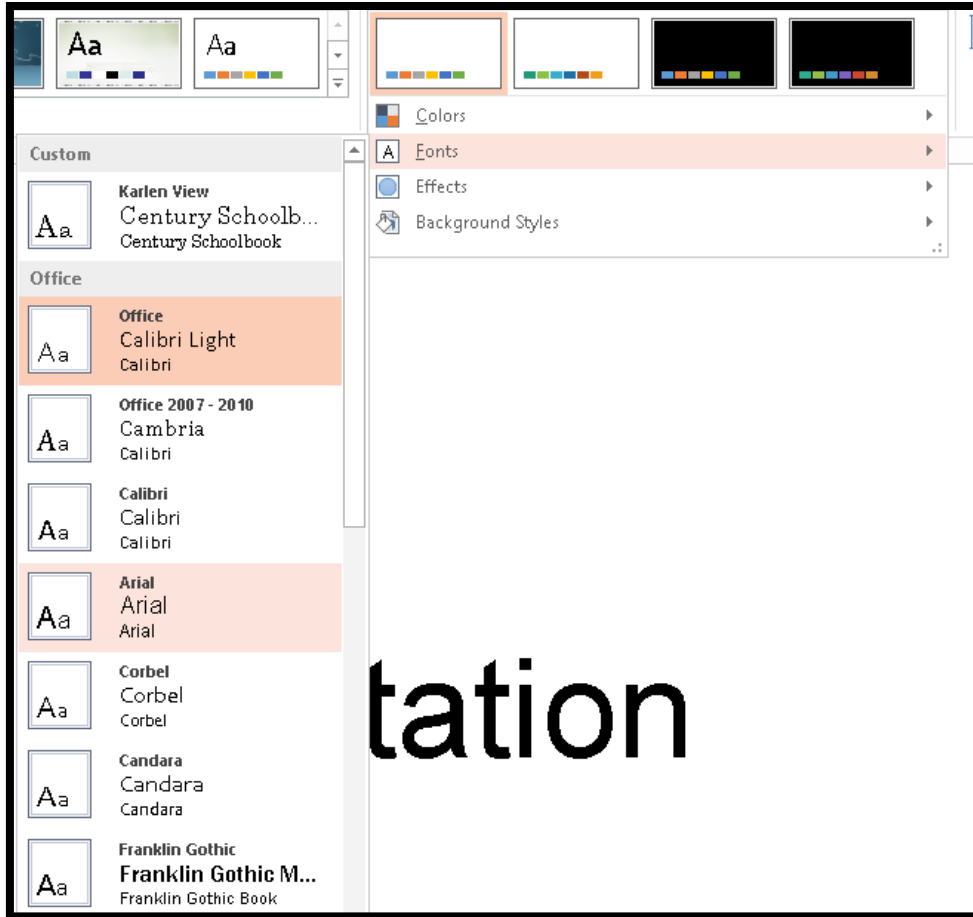 Aa
Aa
Colors
Fonts
Effects
Background Styles
Custom
Aa
Karlen View
Century Schoolb...
Century Schoolbook
Office
Aa
Office
Calibri Light
Calibri
Aa
Office 2007 - 2010
Cambria
Calibri
Aa
Calibri
Calibri
Calibri
Aa
Arial
Arial
Arial
Aa
Corbel
Corbel
Corbel
Aa
Candara
Candara
Candara
Aa
Franklin Gothic
Franklin Gothic M...
Franklin Gothic Book
tation